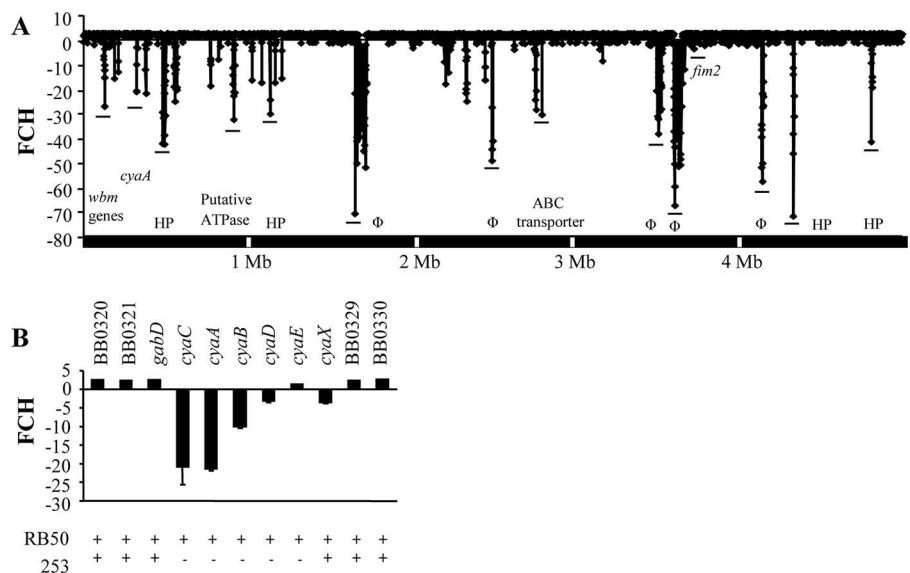 A
FCH
10
0
-10
-20
-30
-40
-50
-60
-70
-80
fim2
cyaA
wbm
genes
HP
Putative
ATPase
HP
Φ
Φ
ABC
transporter
Φ
Φ
Φ
HP
HP
1 Mb
2 Mb
3 Mb
4 Mb
B
BB0320
BB0321
gabD
cyaC
cyaA
cyaB
cyaD
cyaE
cyaX
BB0329
BB0330
FCH
5
0
-5
-10
-15
-20
-25
-30
RB50 + + + + + + + + + + +
253 + + + - - - - - + + +